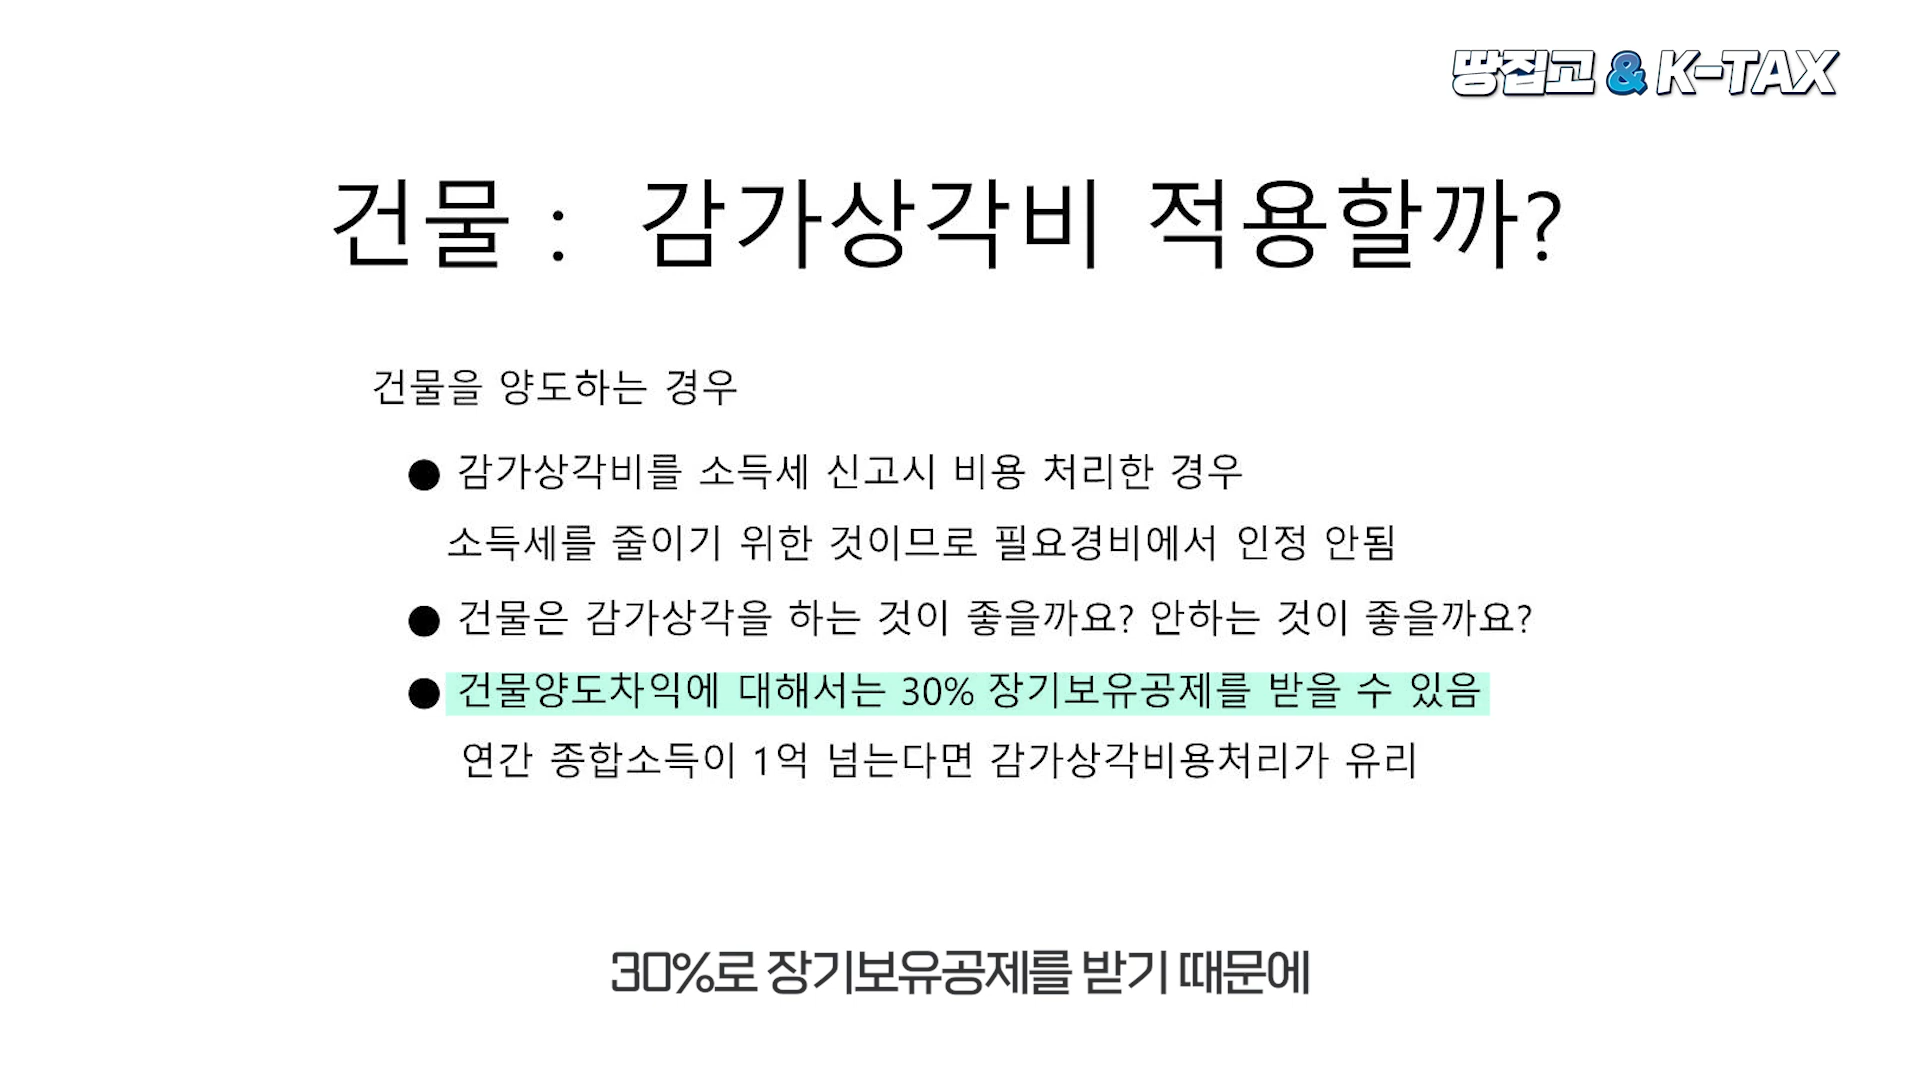 땅집고 & K-TAX
건물 : 감가상각비 적용할까?
건물을 양도하는 경우
● 감가상각비를 소득세 신고시 비용 처리한 경우
소득세를 줄이기 위한 것이므로 필요경비에서 인정 안됨
● 건물은 감가상각을 하는 것이 좋을까요? 안하는 것이 좋을까요?
● 건물양도차익에 대해서는 30% 장기보유공제를 받을 수 있음
연간 종합소득이 1억 넘는다면 감가상각비용처리가 유리
30%로 장기보유공제를 받기 때문에